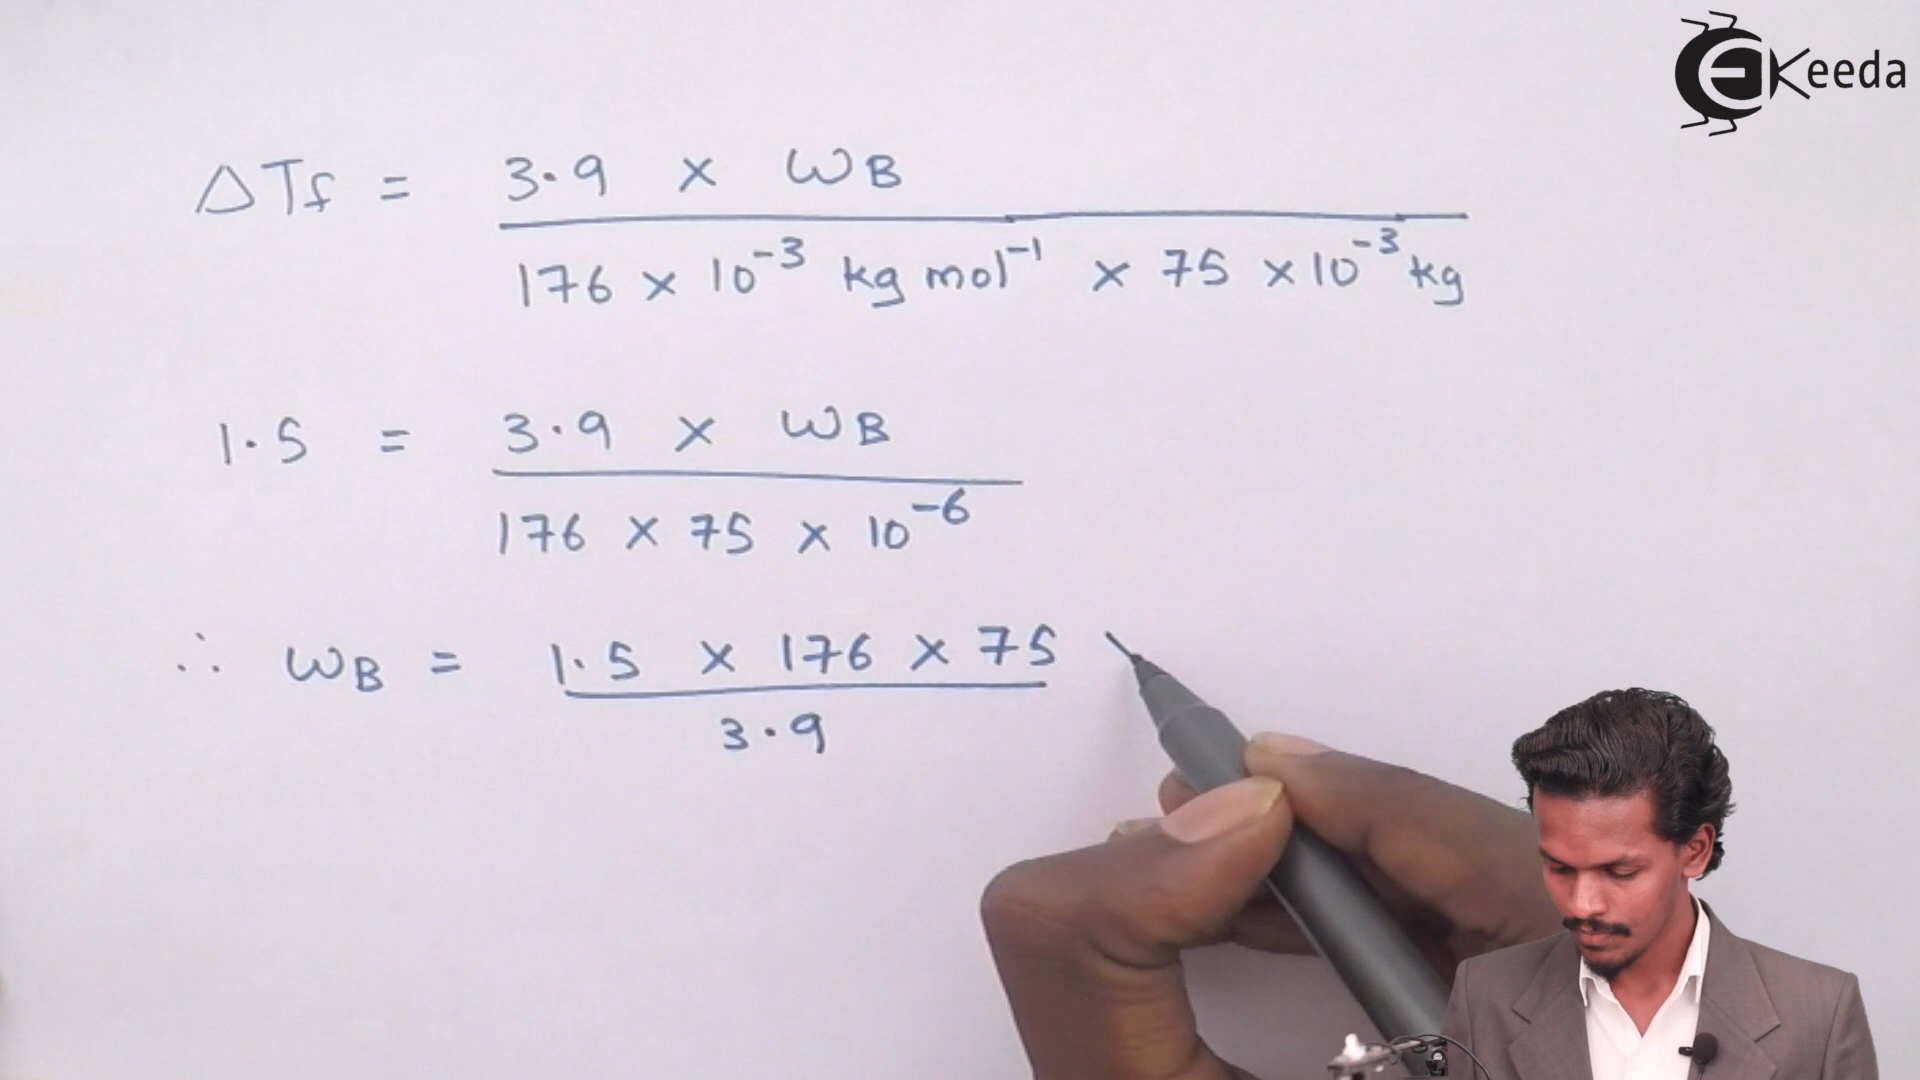 EKeeda
ΔTf = 3.9 × WB
176 × 10⁻³ kg mol⁻¹ × 75 × 10⁻³ kg
1.5 = 3.9 × WB
176 × 75 × 10⁻⁶
∴ WB = 1.5 × 176 × 75
3.9